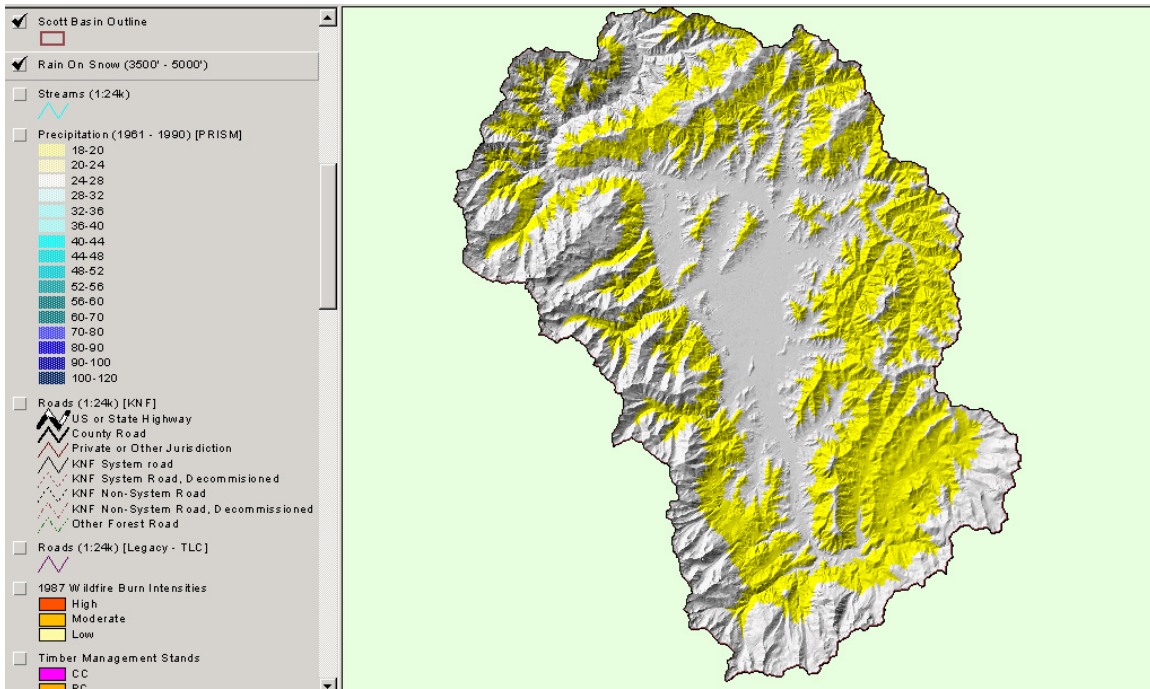 Scott Basin Outline
Rain On Snow (3500' - 5000')
Streams (1:24k)
Precipitation (1961 - 1990) [PRISM]
18-20
20-24
24-28
28-32
32-36
36-40
40-44
44-48
48-52
52-56
56-60
60-70
70-80
80-90
90-100
100-120
Roads (1:24k) [KNF]
US or State Highway
County Road
Private or Other Jurisdiction
KNF System road
KNF System Road, Decommisioned
KNF Non-System Road
KNF Non-System Road, Decommissioned
Other Forest Road
Roads (1:24k) [Legacy - TLC]
1987 Wildfire Burn Intensities
High
Moderate
Low
Timber Management Stands
CC